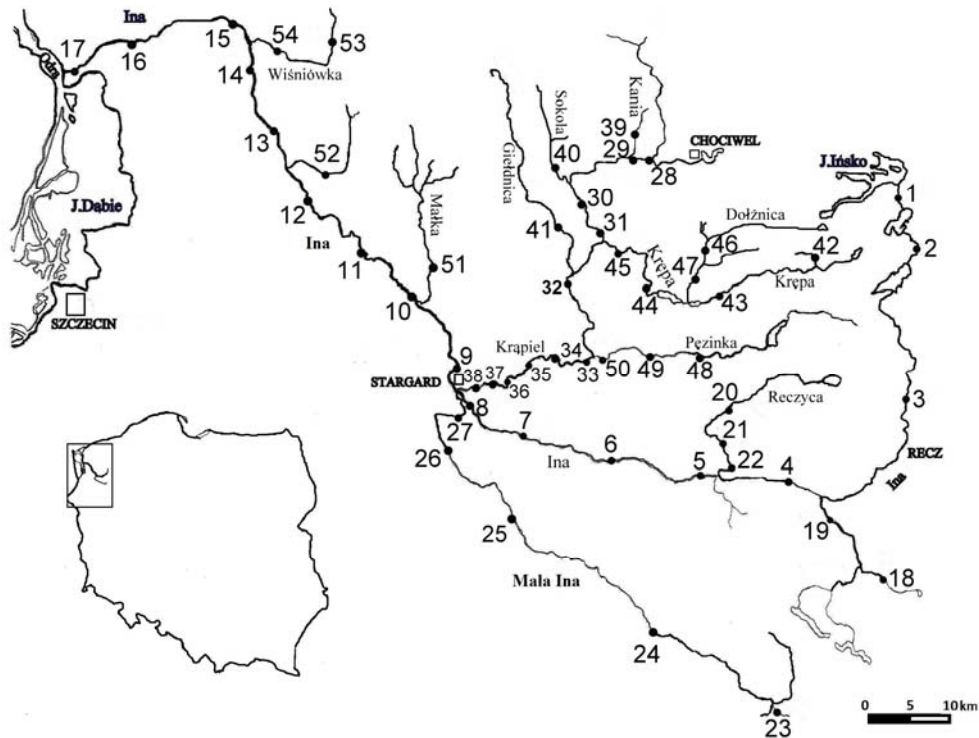 Ina
17
16
15
54
53
Odra
14
Wiśniówka
13
52
12
Ina
11
Małka
51
10
J.Dąbie
SZCZECIN
Giełdnica
Sokola
Kania
39
29
28
CHOCIWEL
40
30
41
31
45
32
Krępa
44
47
46
Dołżnica
42
Krępa
43
J.Ińsko
1
2
9
STARGARD
38
37
36
35
34
33
Krąpiel
50
49
48
Pęzinka
8
27
26
7
Ina
6
5
20
Reczyca
21
22
4
3
RECZ
Ina
19
18
25
Mała Ina
24
23
0 5 10 km